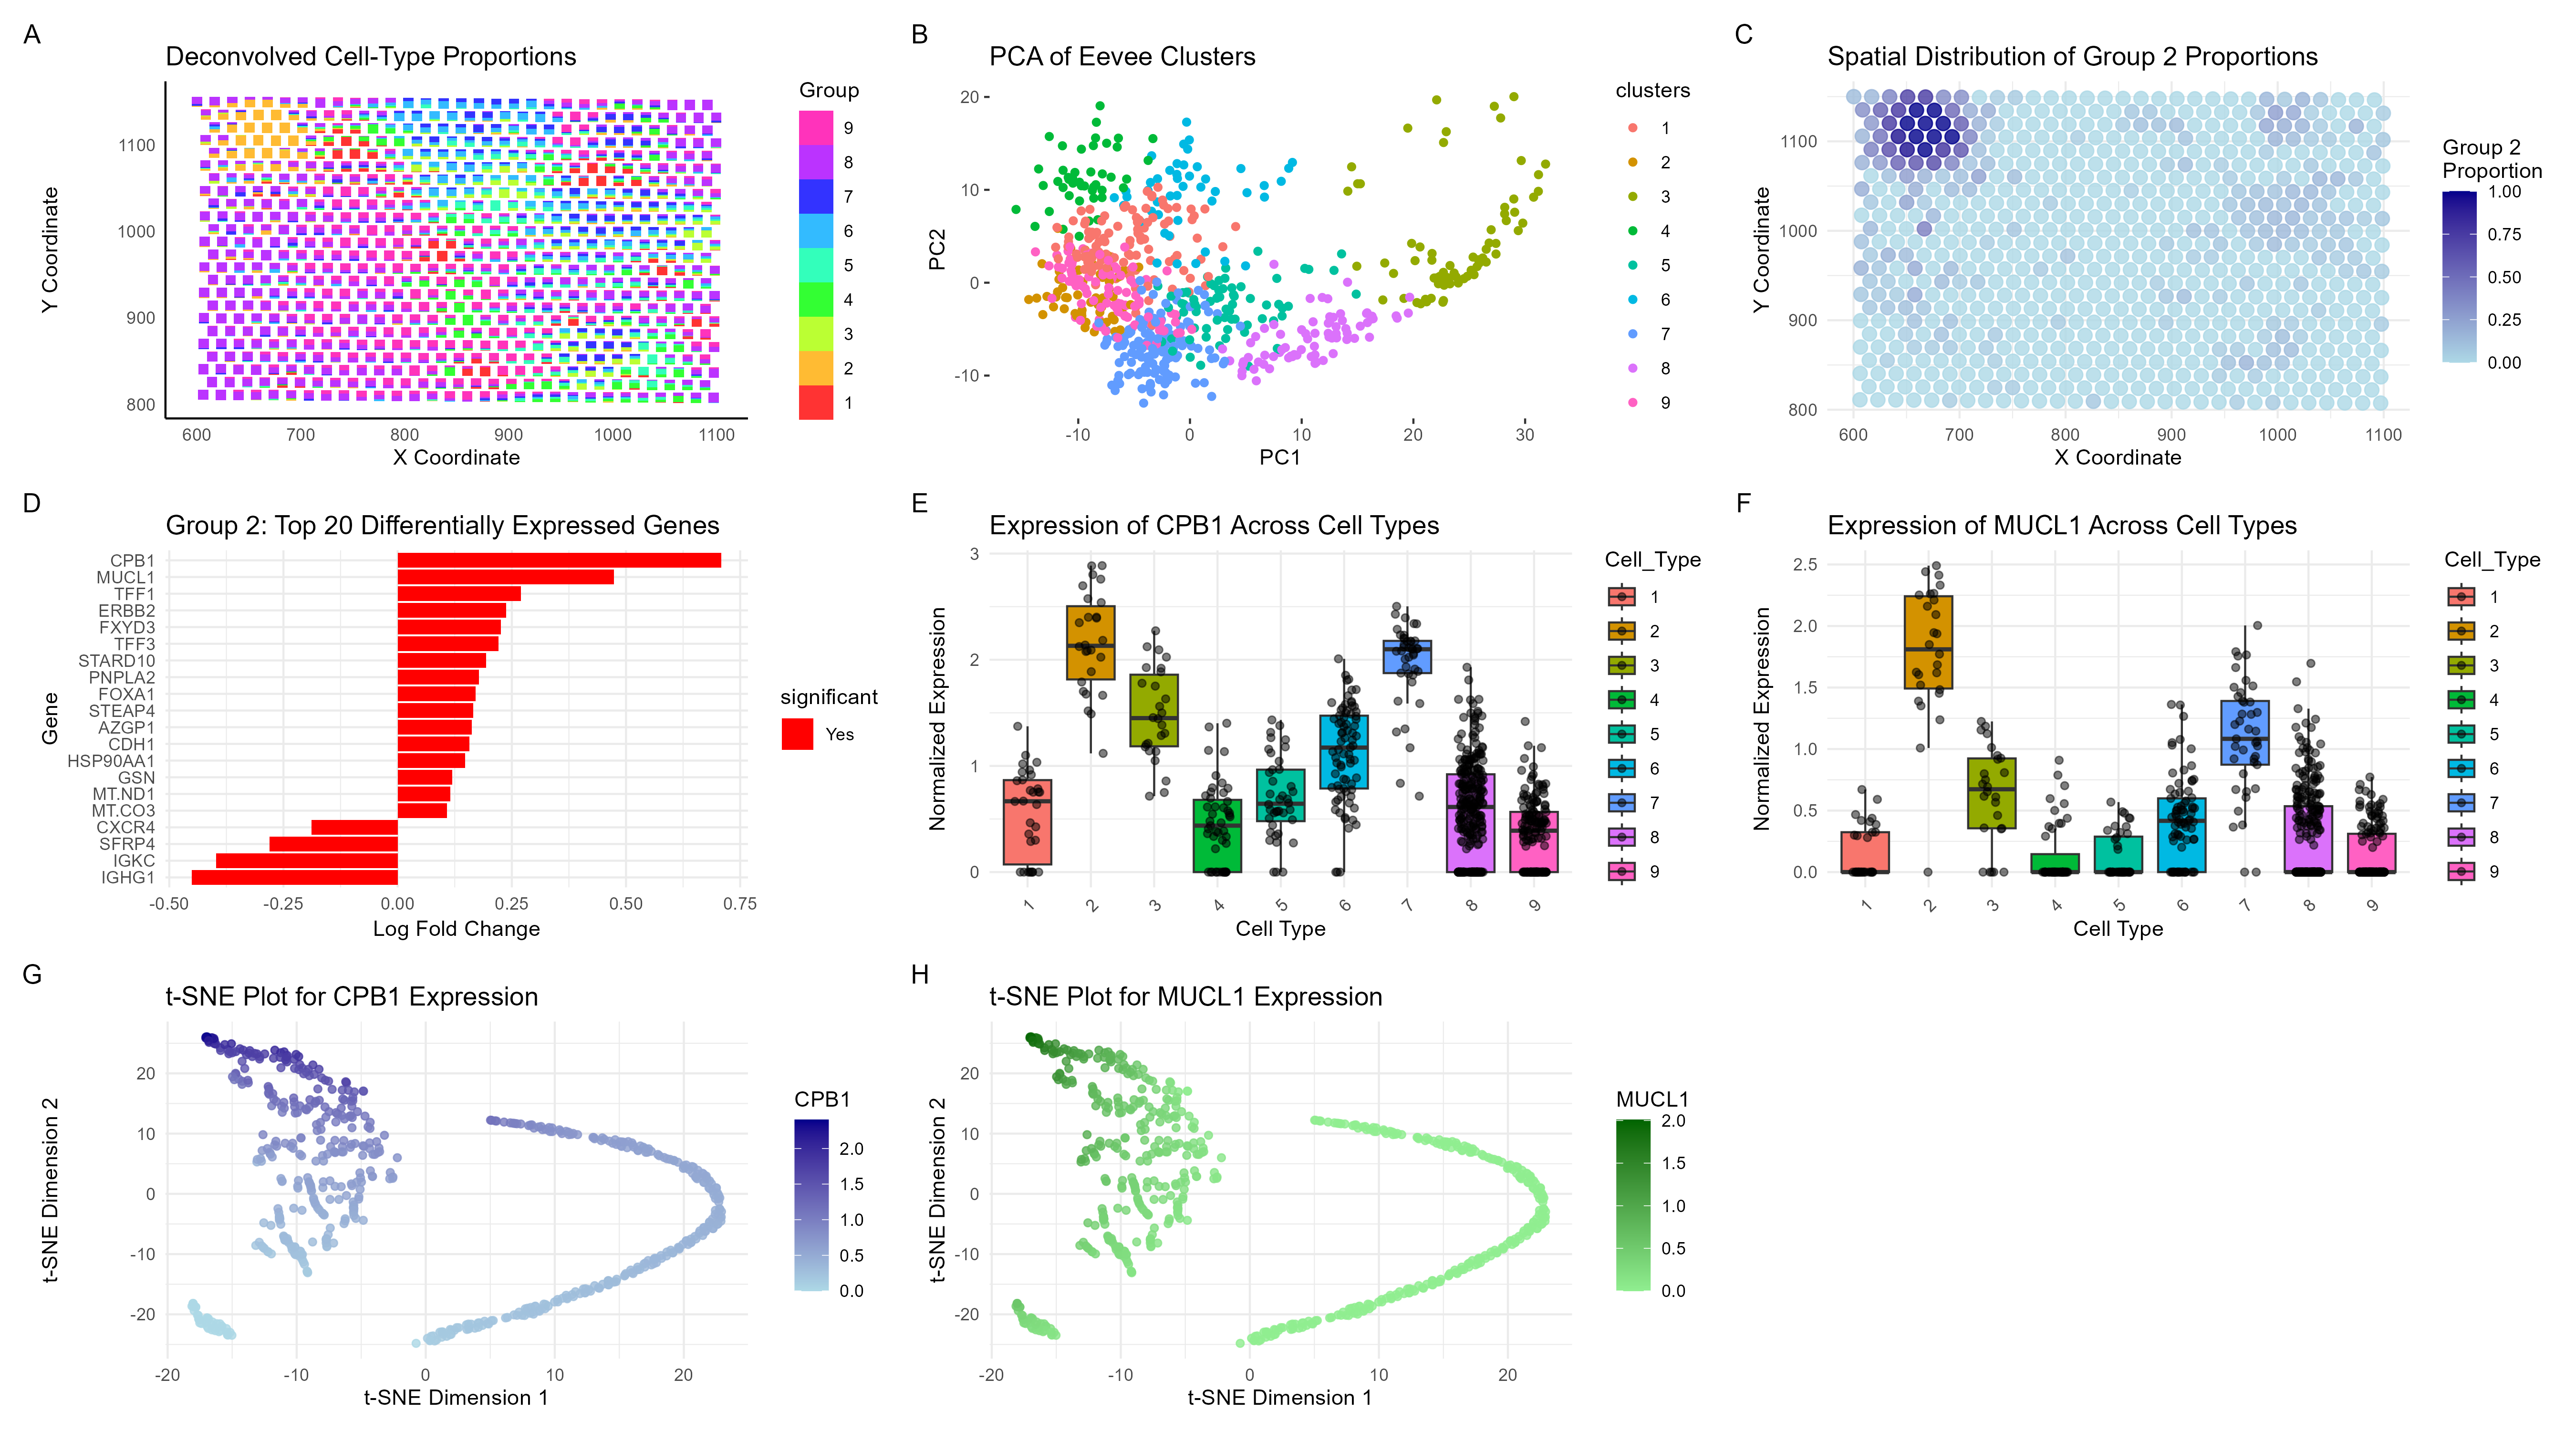 A
Deconvolved Cell-Type Proportions
Y Coordinate
1100
1000
900
800
600 700 800 900 1000 1100
X Coordinate
Group
9
8
7
6
5
4
3
2
1
B
PCA of Eevee Clusters
PC2
20
10
0
-10
-10 0 10 20 30
PC1
clusters
1
2
3
4
5
6
7
8
9
C
Spatial Distribution of Group 2 Proportions
Y Coordinate
1100
1000
900
800
600 700 800 900 1000 1100
X Coordinate
Group 2
Proportion
1.00
0.75
0.50
0.25
0.00
D
Group 2: Top 20 Differentially Expressed Genes
Gene
CPB1
MUCL1
TFF1
ERBB2
FXYD3
TFF3
STARD10
PNPLA2
FOXA1
STEAP4
AZGP1
CDH1
HSP90AA1
GSN
MT.ND1
MT.CO3
CXCR4
SFRP4
IGKC
IGHG1
-0.50 -0.25 0.00 0.25 0.50 0.75
Log Fold Change
significant
Yes
E
Expression of CPB1 Across Cell Types
Normalized Expression
3
2
1
0
1 2 3 4 5 6 7 8 9
Cell Type
Cell_Type
1
2
3
4
5
6
7
8
9
F
Expression of MUCL1 Across Cell Types
Normalized Expression
2.5
2.0
1.5
1.0
0.5
0.0
1 2 3 4 5 6 7 8 9
Cell Type
Cell_Type
1
2
3
4
5
6
7
8
9
G
t-SNE Plot for CPB1 Expression
t-SNE Dimension 2
20
10
0
-10
-20
-20 -10 0 10 20
t-SNE Dimension 1
CPB1
2.0
1.5
1.0
0.5
0.0
H
t-SNE Plot for MUCL1 Expression
t-SNE Dimension 2
20
10
0
-10
-20
-20 -10 0 10 20
t-SNE Dimension 1
MUCL1
2.0
1.5
1.0
0.5
0.0